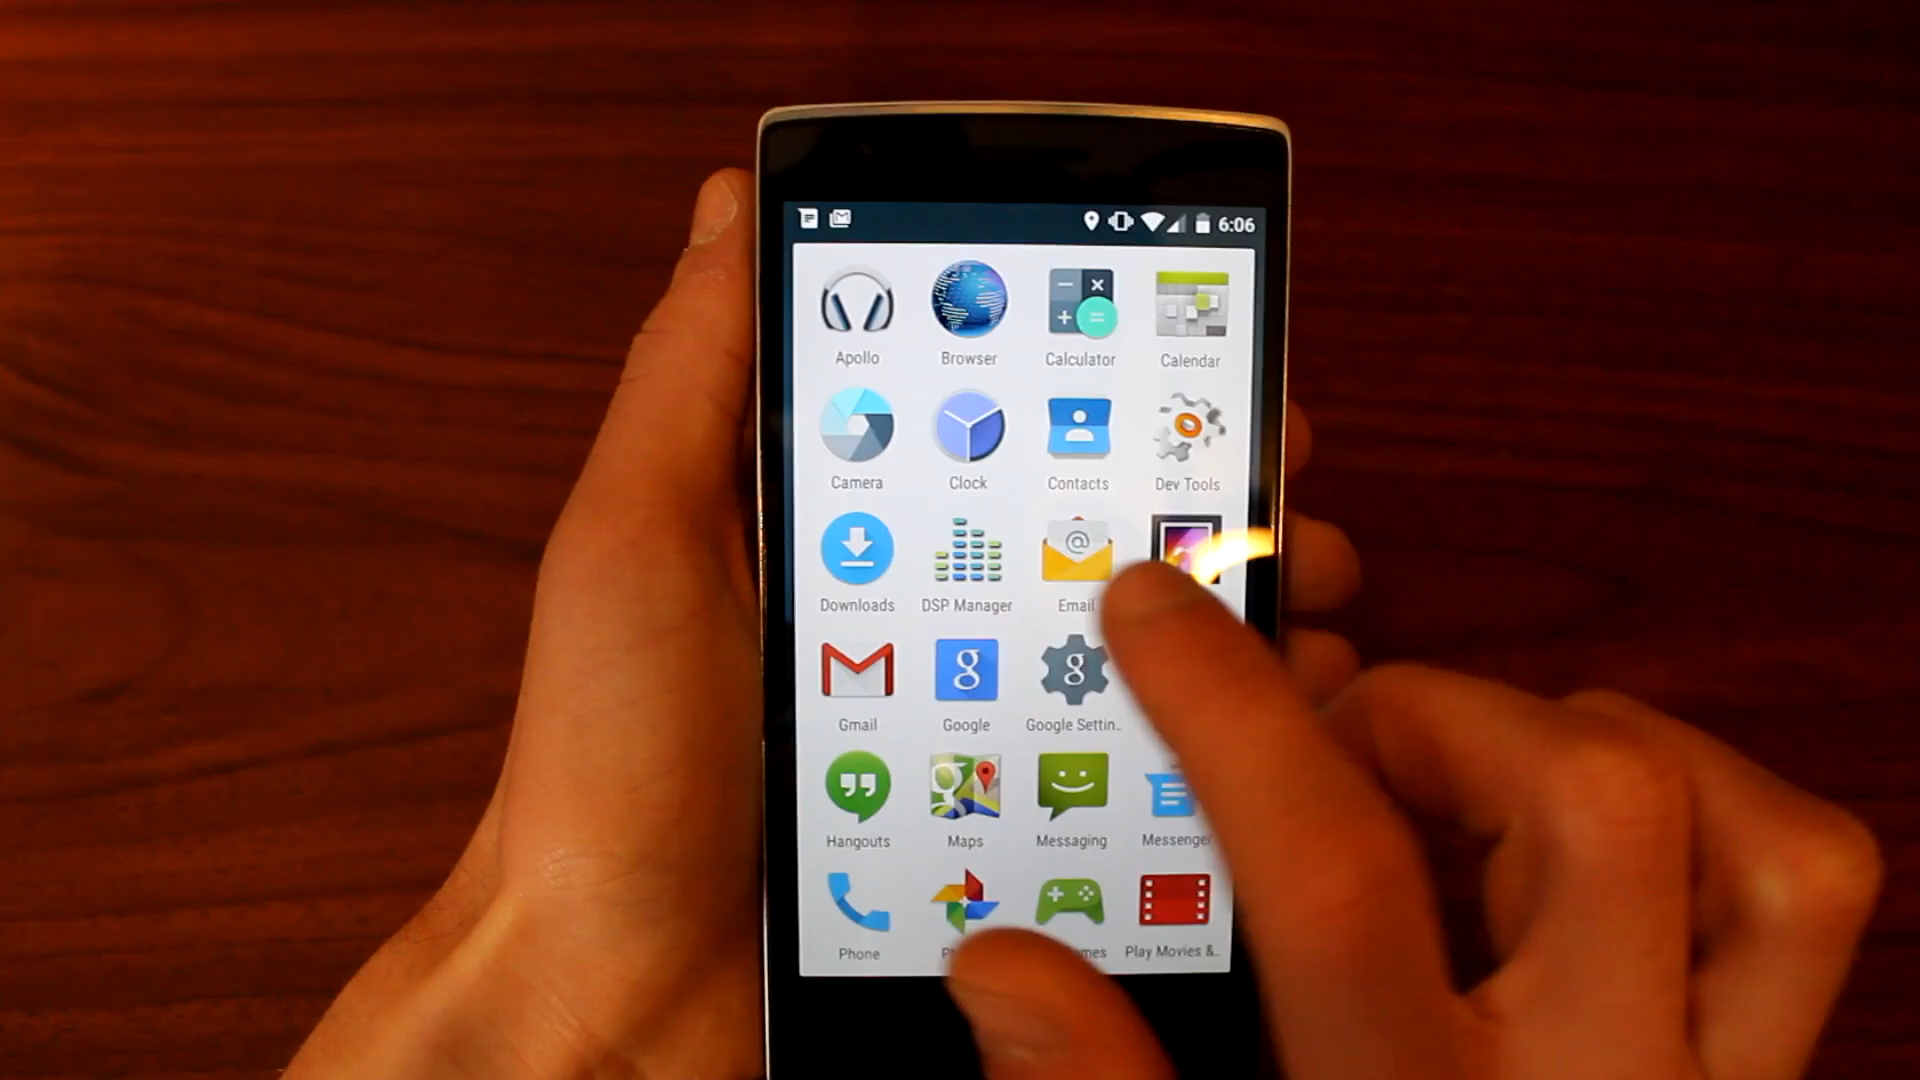 6:06
Apollo Browser Calculator Calendar
Camera Clock Contacts Dev Tools
Downloads DSP Manager Email
Gmail Google Google Settin..
Hangouts Maps Messaging Messenger
Phone Play Movies &..